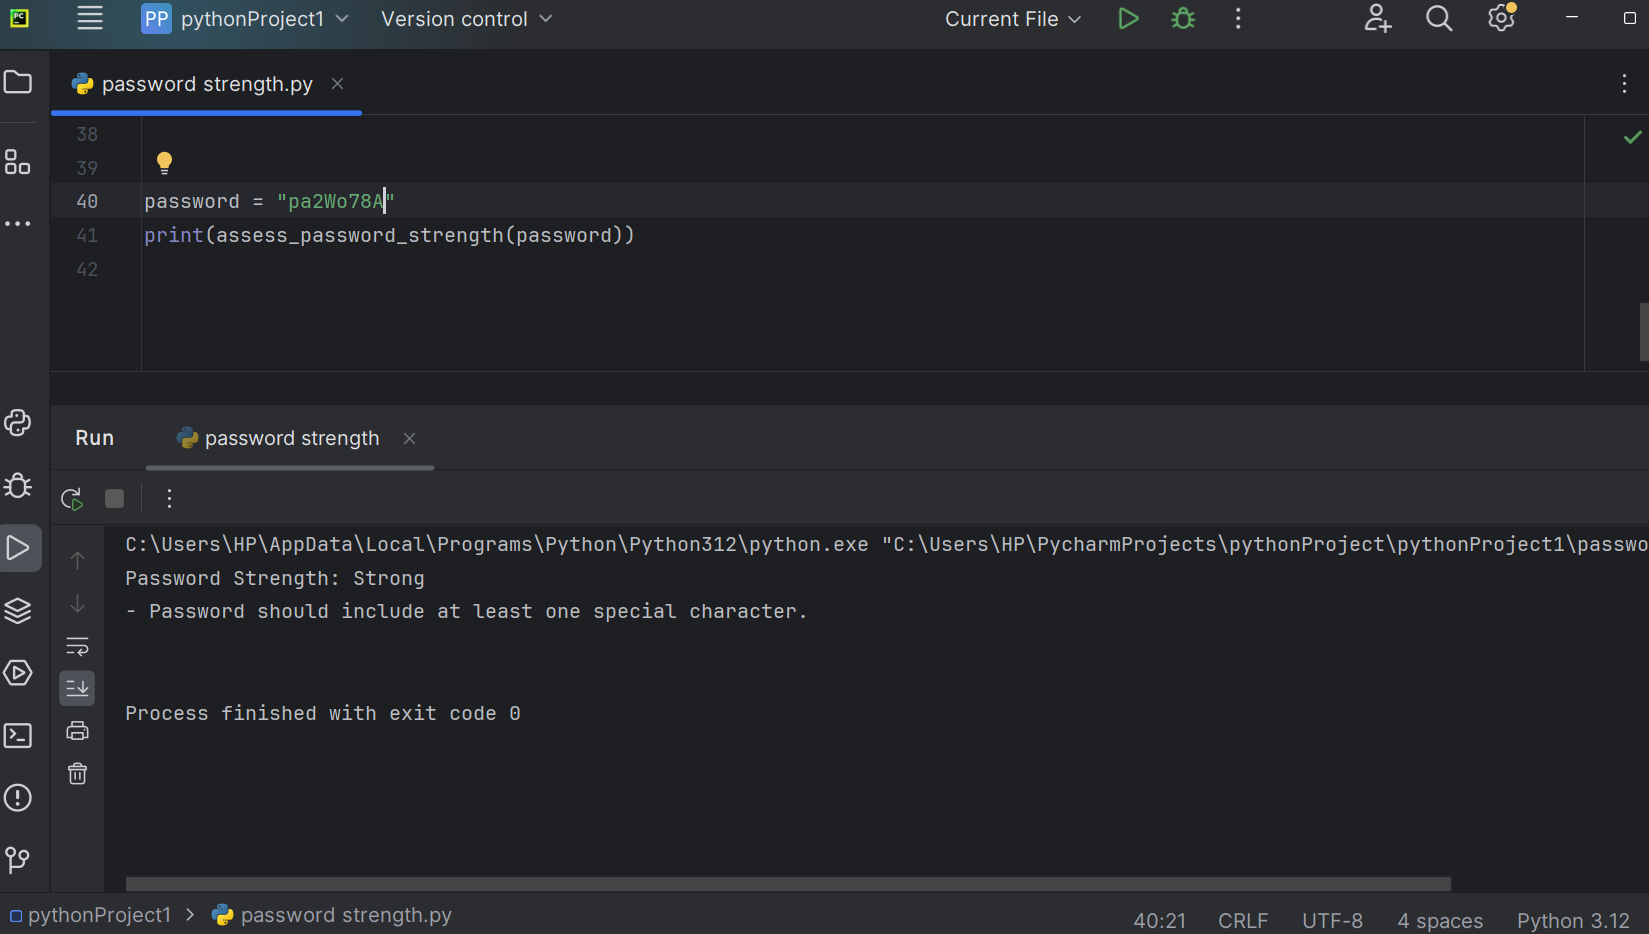 PC
PP pythonProject1 Version control Current File
password strength.py
38
39
40 password = "pa2Wo78A"
41 print(assess_password_strength(password))
42
Run password strength
C:\Users\HP\AppData\Local\Programs\Python\Python312\python.exe "C:\Users\HP\PycharmProjects\pythonProject\pythonProject1\passwo
Password Strength: Strong
- Password should include at least one special character.
Process finished with exit code 0
pythonProject1 > password strength.py 40:21 CRLF UTF-8 4 spaces Python 3.12